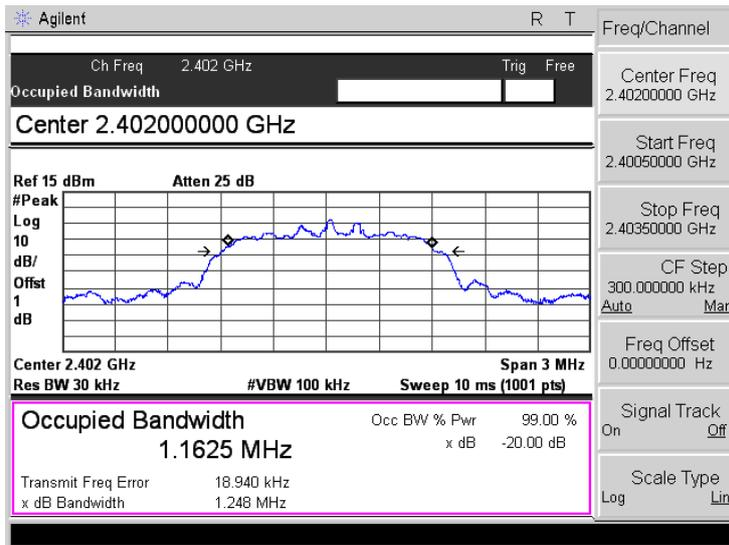 Agilent R T
Ch Freq 2.402 GHz Trig Free
Occupied Bandwidth
Center 2.402000000 GHz
Ref 15 dBm Atten 25 dB
#Peak
Log
10
dB/
Offst
1
dB
Center 2.402 GHz Span 3 MHz
Res BW 30 kHz #VBW 100 kHz Sweep 10 ms (1001 pts)
Occupied Bandwidth Occ BW % Pwr 99.00 %
1.1625 MHz x dB -20.00 dB
Transmit Freq Error 18.940 kHz
x dB Bandwidth 1.248 MHz
Freq/Channel
Center Freq
2.40200000 GHz
Start Freq
2.40050000 GHz
Stop Freq
2.40350000 GHz
CF Step
300.000000 kHz
Auto Man
Freq Offset
0.00000000 Hz
Signal Track
On Off
Scale Type
Log Lin